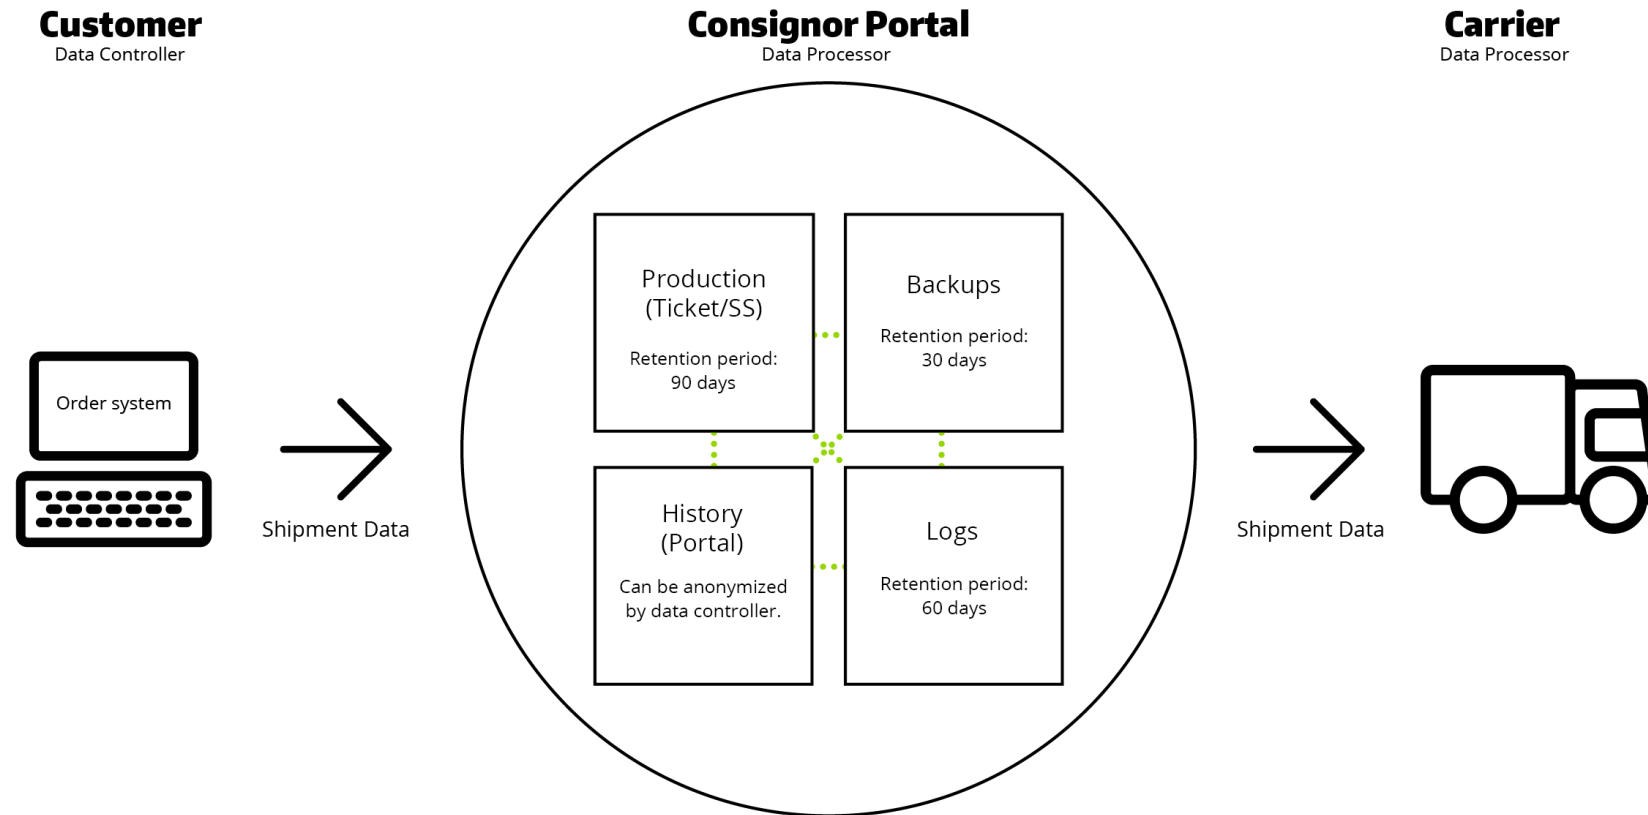 Customer
Data Controller
Consignor Portal
Data Processor
Carrier
Data Processor
Order system
Shipment Data
Production
(Ticket/SS)
Retention period:
90 days
Backups
Retention period:
30 days
History
(Portal)
Can be anonymized
by data controller.
Logs
Retention period:
60 days
Shipment Data